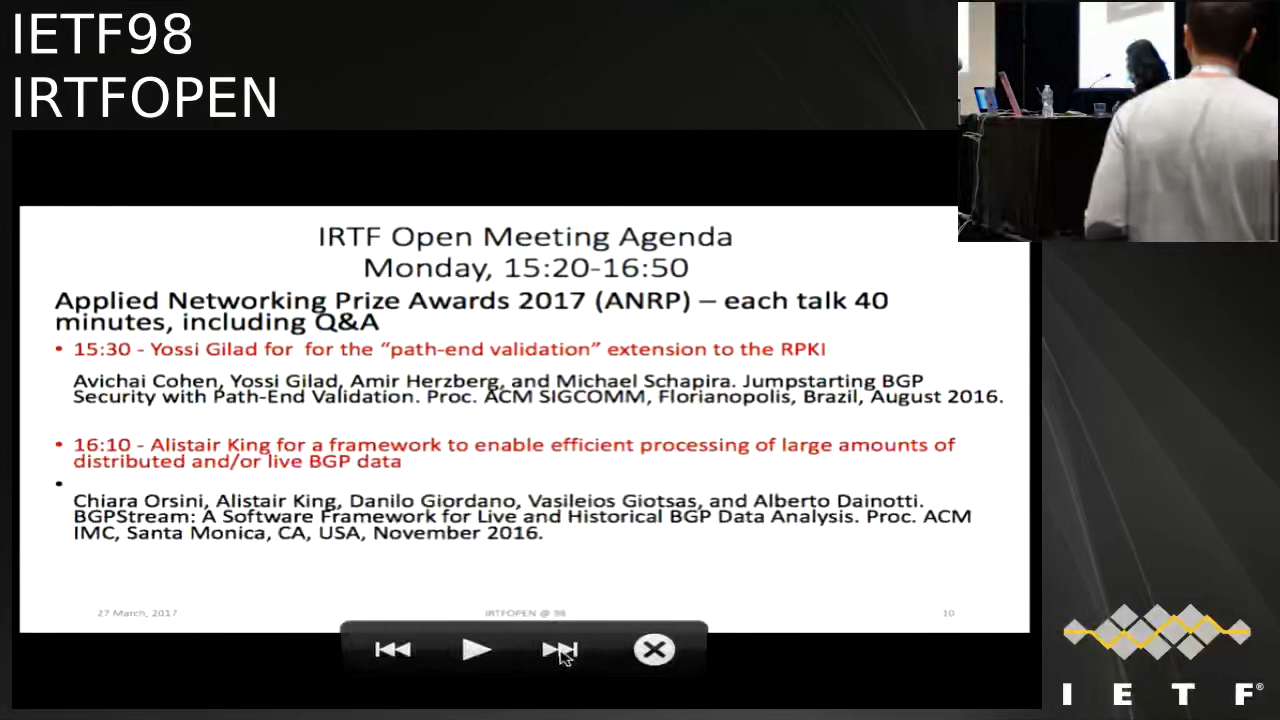 IETF98
IRTFOPEN
IRTF Open Meeting Agenda
Monday, 15:20-16:50
Applied Networking Prize Awards 2017 (ANRP) – each talk 40
minutes, including Q&A
• 15:30 - Yossi Gilad for  for the “path-end validation” extension to the RPKI
Avichai Cohen, Yossi Gilad, Amir Herzberg, and Michael Schapira. Jumpstarting BGP
Security with Path-End Validation. Proc. ACM SIGCOMM, Florianopolis, Brazil, August 2016.
• 16:10 - Alistair King for a framework to enable efficient processing of large amounts of
distributed and/or live BGP data
•
Chiara Orsini, Alistair King, Danilo Giordano, Vasileios Giotsas, and Alberto Dainotti.
BGPStream: A Software Framework for Live and Historical BGP Data Analysis. Proc. ACM
IMC, Santa Monica, CA, USA, November 2016.
27 March, 2017
IRTFOPEN @ 98
10
I E T F®